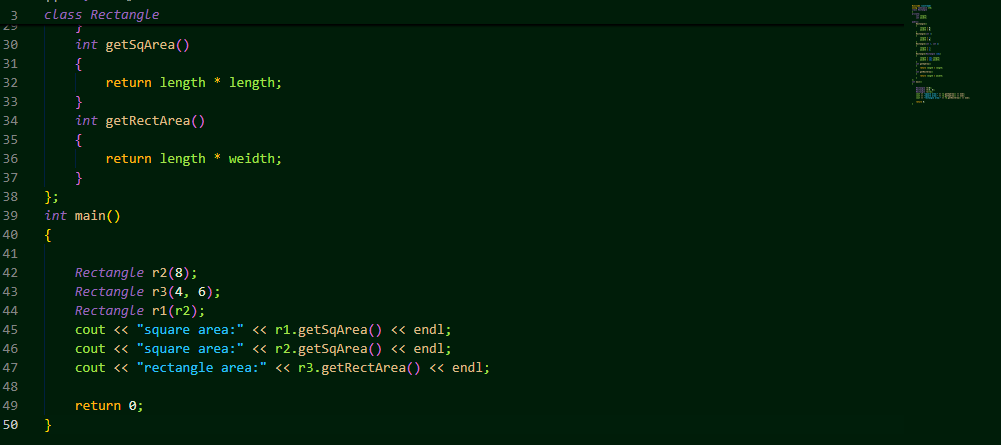 3 class Rectangle
29 }
30 int getSqArea()
31 {
32 return length * length;
33 }
34 int getRectArea()
35 {
36 return length * weidth;
37 }
38 };
39 int main()
40 {
41
42 Rectangle r2(8);
43 Rectangle r3(4, 6);
44 Rectangle r1(r2);
45 cout << "square area:" << r1.getSqArea() << endl;
46 cout << "square area:" << r2.getSqArea() << endl;
47 cout << "rectangle area:" << r3.getRectArea() << endl;
48
49 return 0;
50 }